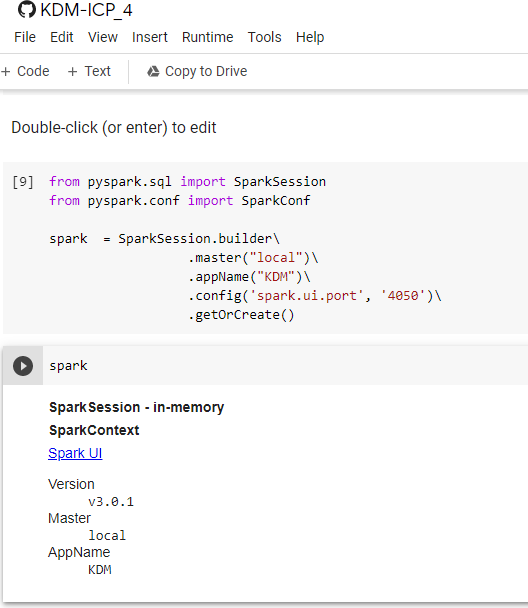 KDM-ICP_4
File Edit View Insert Runtime Tools Help
+ Code + Text Copy to Drive
Double-click (or enter) to edit
[9] from pyspark.sql import SparkSession
from pyspark.conf import SparkConf
spark  = SparkSession.builder\
.master("local")\
.appName("KDM")\
.config('spark.ui.port', '4050')\
.getOrCreate()
spark
SparkSession - in-memory
SparkContext
Spark UI
Version
v3.0.1
Master
local
AppName
KDM